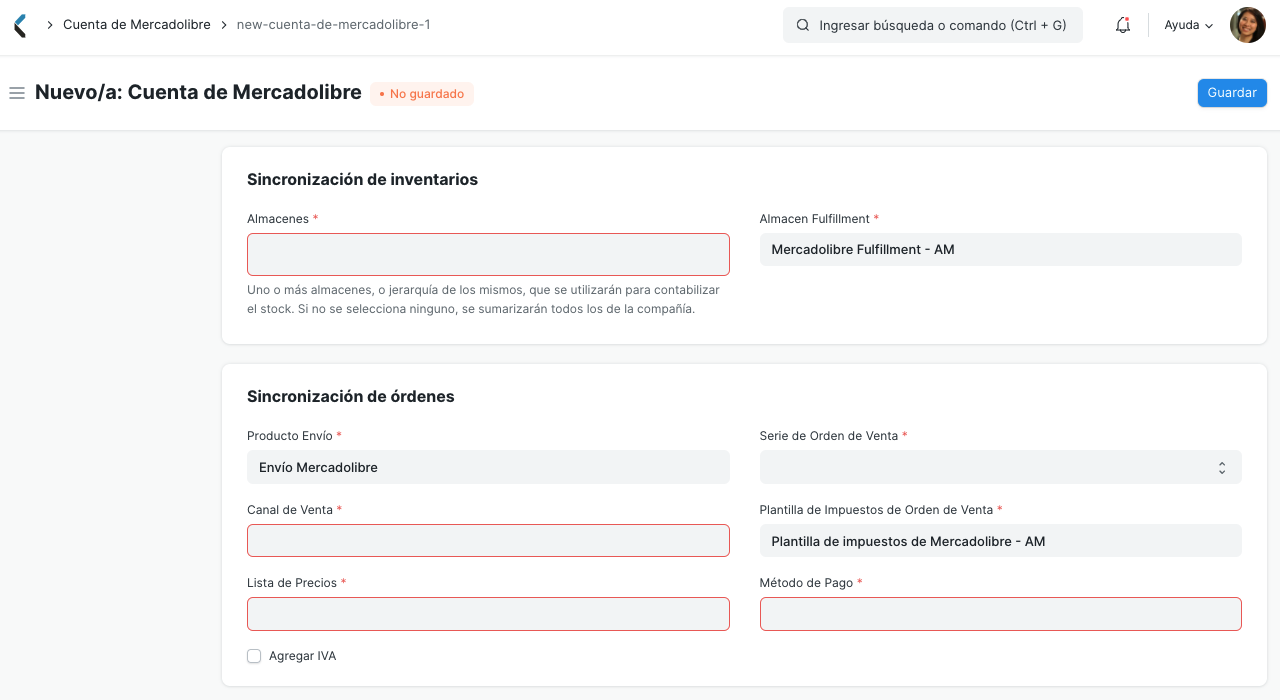 Cuenta de Mercadolibre
new-cuenta-de-mercadolibre-1
Ingresar búsqueda o comando (Ctrl + G)
Ayuda
Nuevo/a: Cuenta de Mercadolibre
No guardado
Guardar
Sincronización de inventarios
Almacenes *
Almacen Fulfillment *
Mercadolibre Fulfillment - AM
Uno o más almacenes, o jerarquía de los mismos, que se utilizarán para contabilizar
el stock. Si no se selecciona ninguno, se sumarizarán todos los de la compañía.
Sincronización de órdenes
Producto Envío *
Serie de Orden de Venta *
Envío Mercadolibre
Canal de Venta *
Plantilla de Impuestos de Orden de Venta *
Plantilla de impuestos de Mercadolibre - AM
Lista de Precios *
Método de Pago *
Agregar IVA